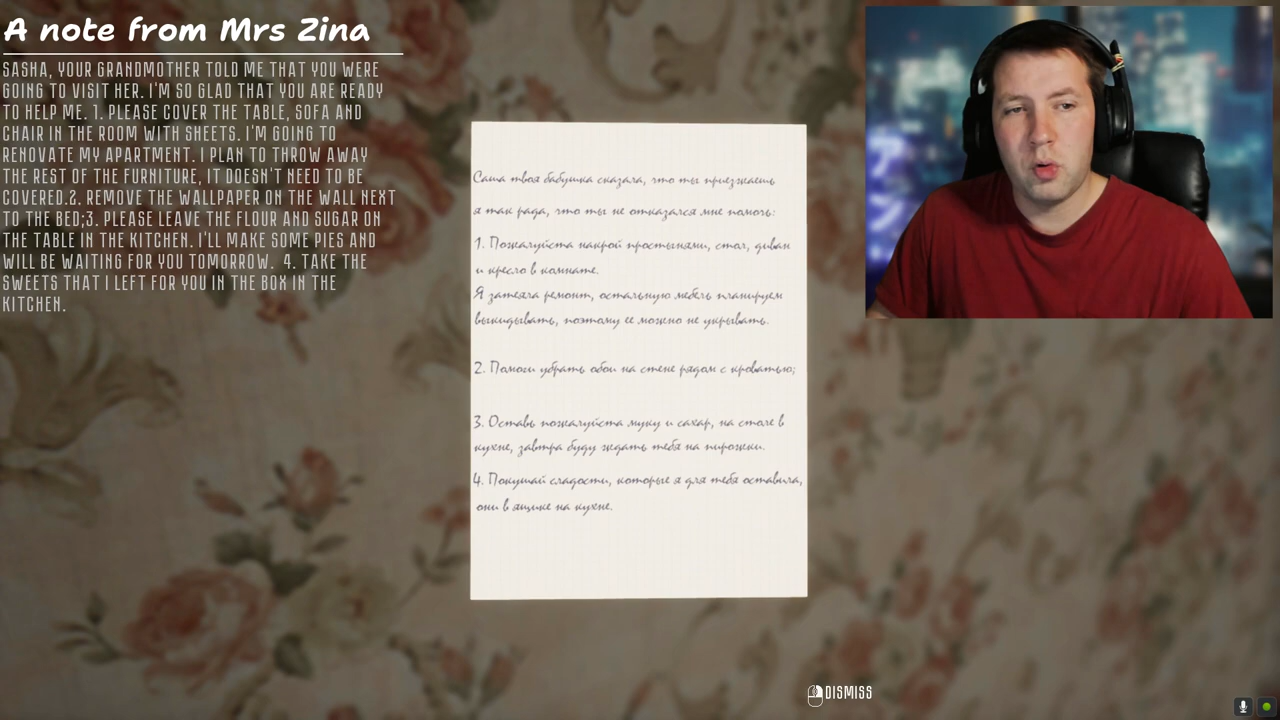 A note from Mrs Zina
SASHA, YOUR GRANDMOTHER TOLD ME THAT YOU WERE
GOING TO VISIT HER. I'M SO GLAD THAT YOU ARE READY
TO HELP ME. 1. PLEASE COVER THE TABLE, SOFA AND
CHAIR IN THE ROOM WITH SHEETS. I'M GOING TO
RENOVATE MY APARTMENT. I PLAN TO THROW AWAY
THE REST OF THE FURNITURE, IT DOESN'T NEED TO BE
COVERED.2. REMOVE THE WALLPAPER ON THE WALL NEXT
TO THE BED;3. PLEASE LEAVE THE FLOUR AND SUGAR ON
THE TABLE IN THE KITCHEN. I'LL MAKE SOME PIES AND
WILL BE WAITING FOR YOU TOMORROW. 4. TAKE THE
SWEETS THAT I LEFT FOR YOU IN THE BOX IN THE
KITCHEN.
Саша твоя бабушка сказала, что ты приезжаешь
я так рада, что ты не отказался мне помочь:
1. Пожалуйста накрой простынями, стол, диван
и кресло в комнате.
Я затеяла ремонт, остальную мебель планируем
выкидывать, поэтому ее можно не укрывать.
2. Помоги убрать обои на стене рядом с кроватью;
3. Оставь пожалуйста муку и сахар, на столе в
кухне, завтра буду ждать тебя на пирожки.
4. Покушай сладости, которые я для тебя оставила,
они в ящике на кухне.
DISMISS